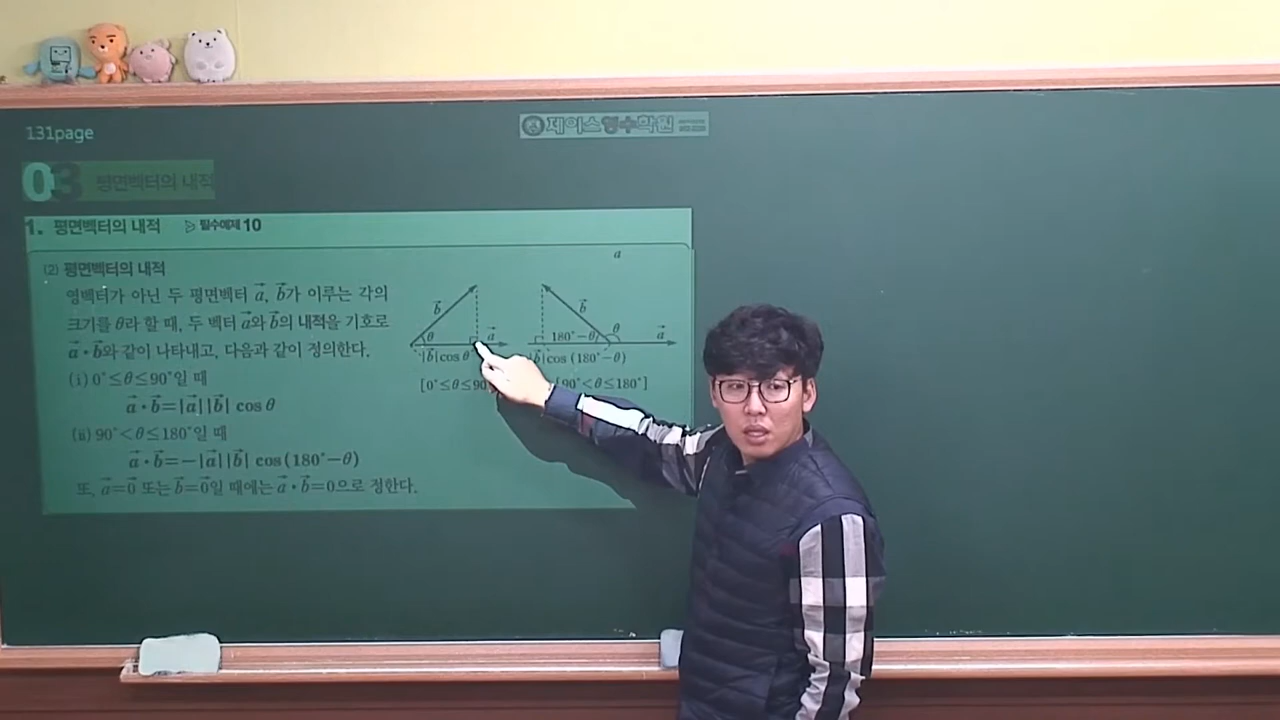 131page
제이스영수학원
03 평면벡터의 내적
1. 평면벡터의 내적 ▷ 필수예제 10
(2) 평면벡터의 내적
영벡터가 아닌 두 평면벡터 a⃗, b⃗가 이루는 각의
크기를 θ라 할 때, 두 벡터 a⃗와 b⃗의 내적을 기호로
a⃗·b⃗와 같이 나타내고, 다음과 같이 정의한다.
(i) 0°≤θ≤90°일 때
a⃗·b⃗=|a⃗||b⃗| cos θ
(ii) 90°<θ≤180°일 때
a⃗·b⃗=-|a⃗||b⃗| cos(180°-θ)
또, a⃗=0⃗ 또는 b⃗=0⃗일 때에는 a⃗·b⃗=0으로 정한다.
a
b⃗
θ
a⃗
|b⃗|cos θ
[0°≤θ≤90
b⃗
180°-θ
θ
a⃗
|b⃗|cos (180°-θ)
[90°<θ≤180°]